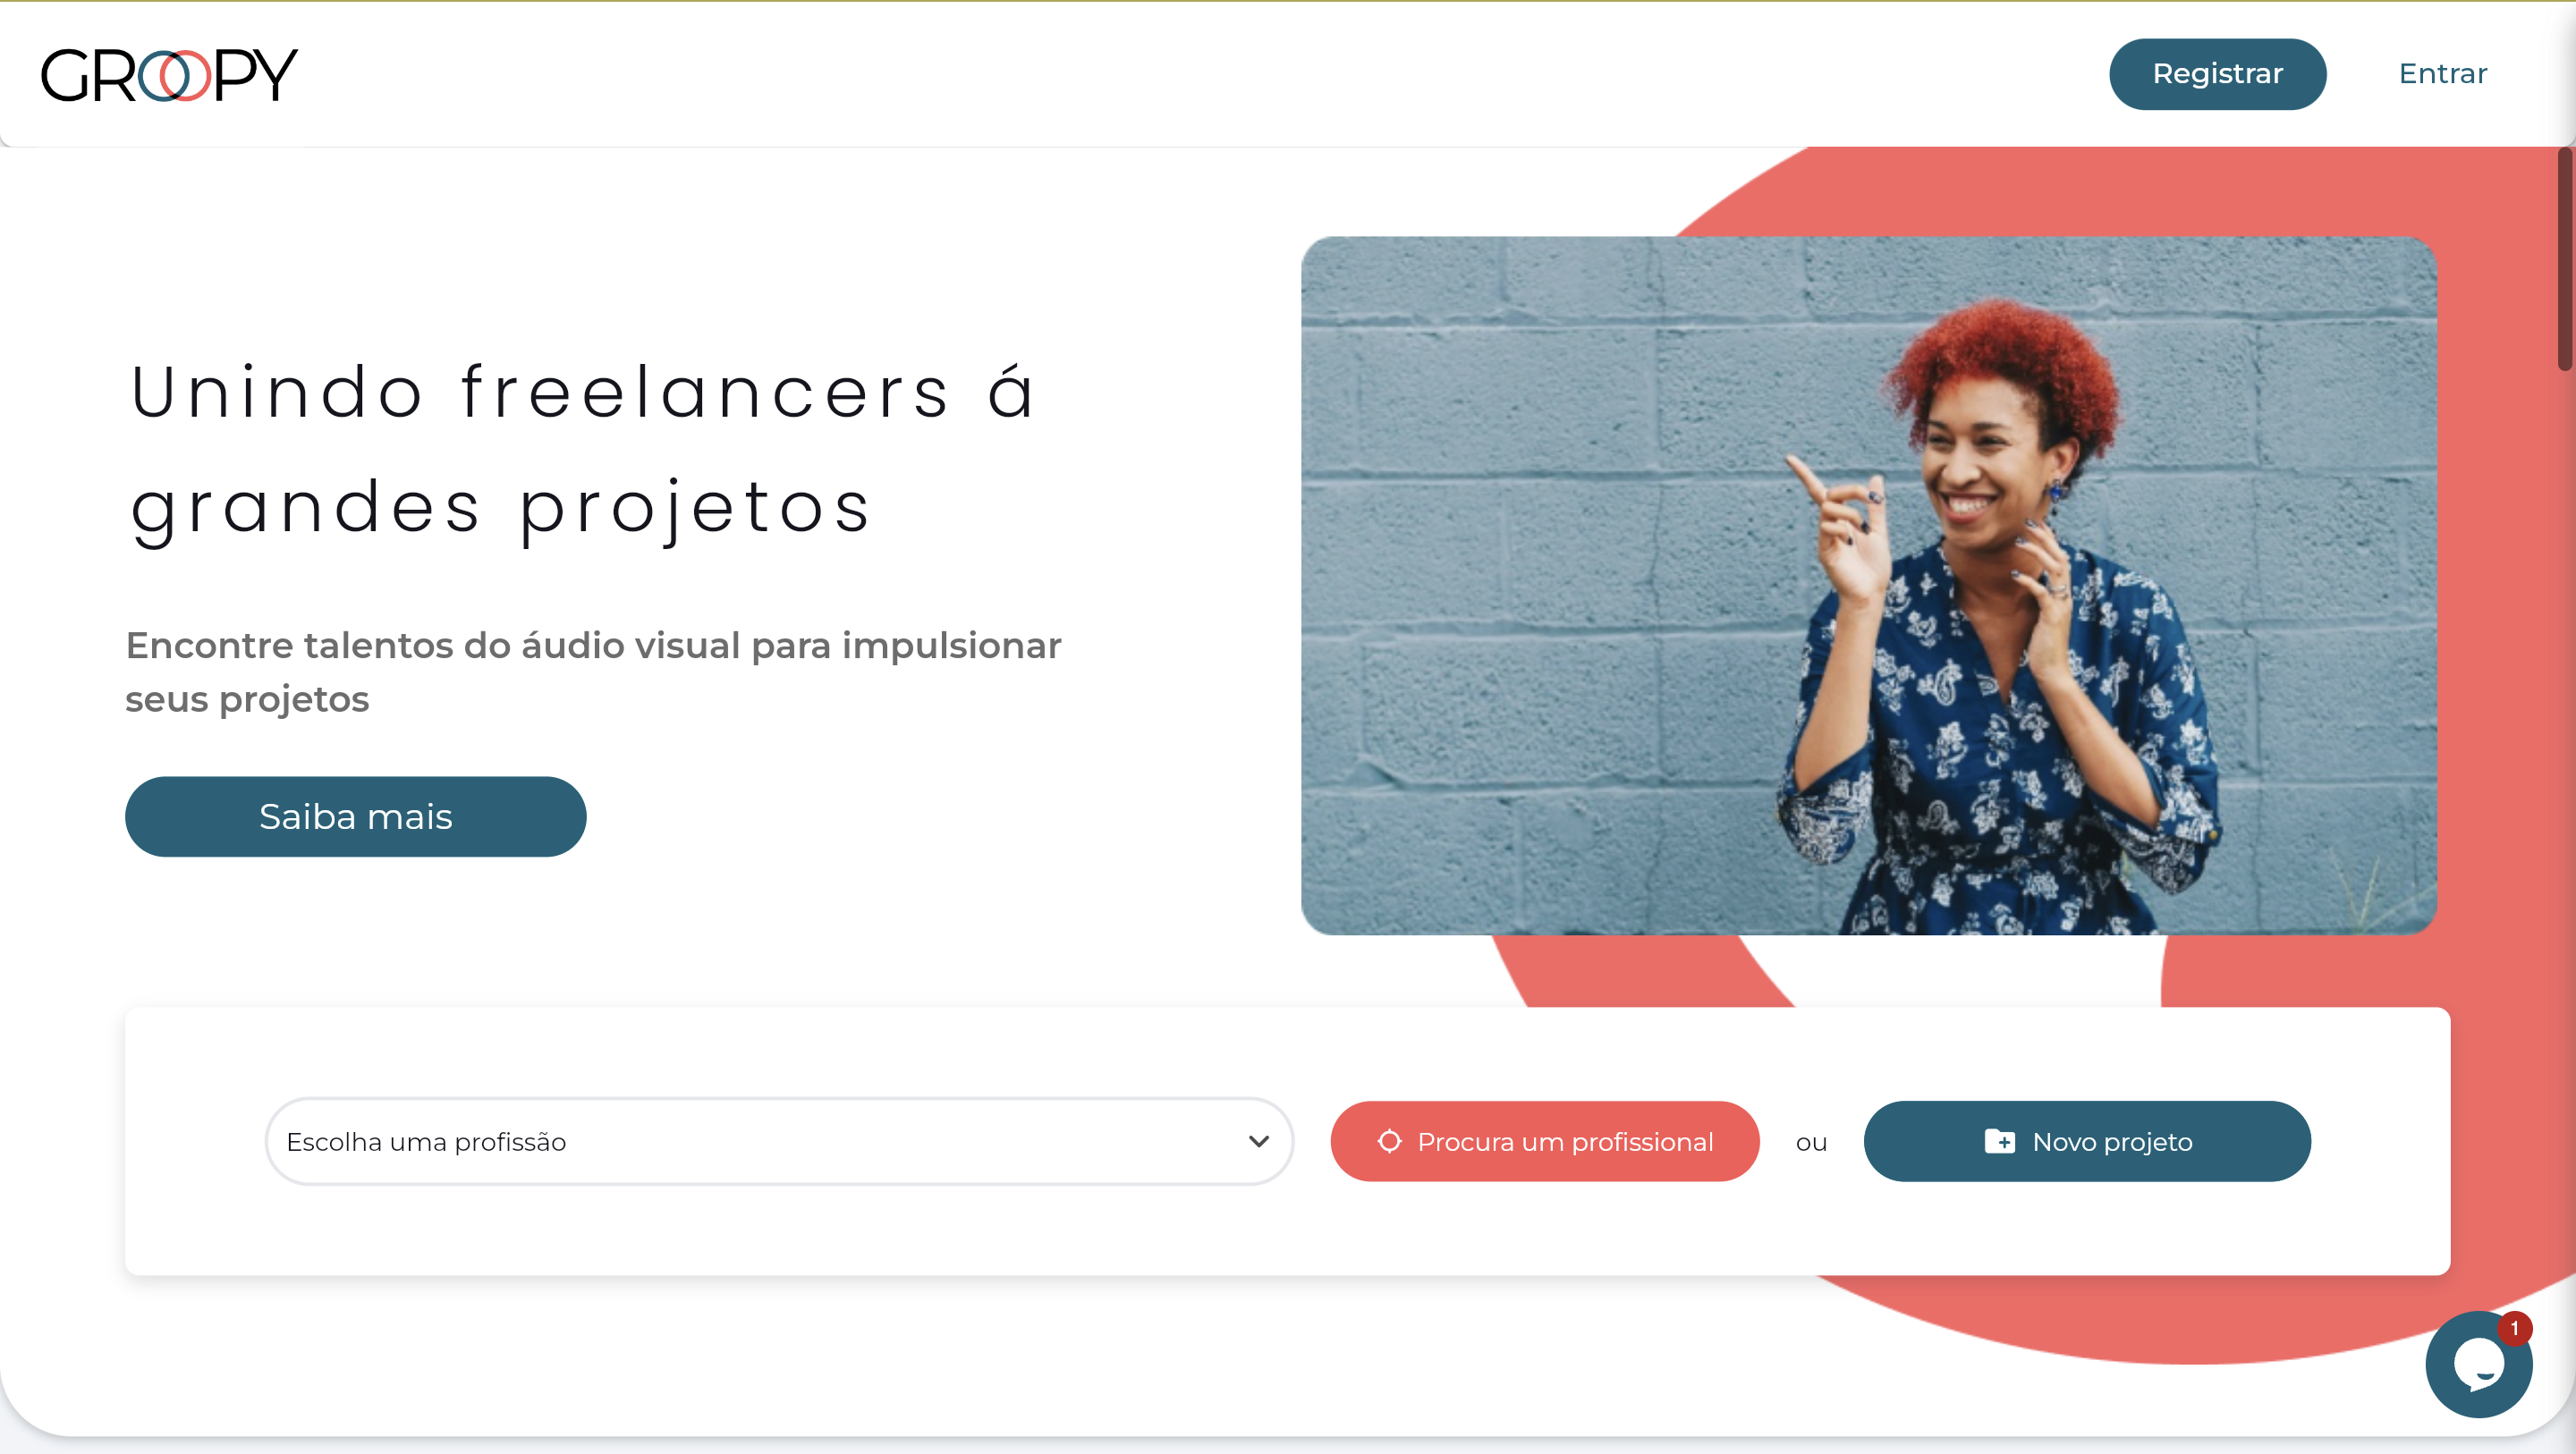 GROOPY
Registrar
Entrar
Unindo freelancers á
grandes projetos
Encontre talentos do áudio visual para impulsionar
seus projetos
Saiba mais
Escolha uma profissão
Procura um profissional
ou
Novo projeto
1